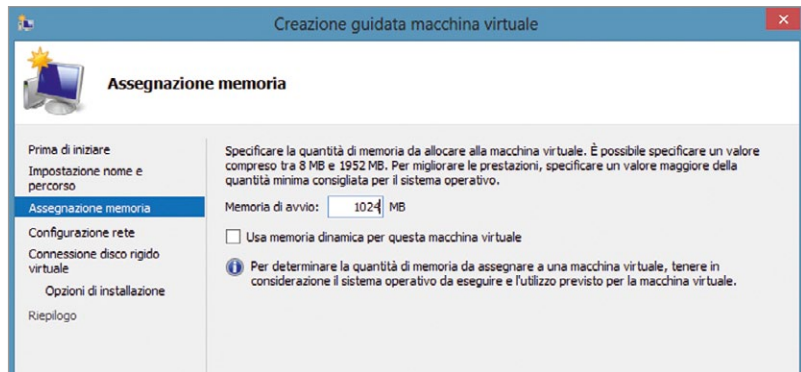 Creazione guidata macchina virtuale
Assegnazione memoria
Prima di iniziare
Impostazione nome e
percorso
Assegnazione memoria
Configurazione rete
Connessione disco rigido
virtuale
Opzioni di installazione
Riepilogo
Specificare la quantità di memoria da allocare alla macchina virtuale. È possibile specificare un valore
compreso tra 8 MB e 1952 MB. Per migliorare le prestazioni, specificare un valore maggiore della
quantità minima consigliata per il sistema operativo.
Memoria di avvio: 1024 MB
Usa memoria dinamica per questa macchina virtuale
Per determinare la quantità di memoria da assegnare a una macchina virtuale, tenere in
considerazione il sistema operativo da eseguire e l'utilizzo previsto per la macchina virtuale.